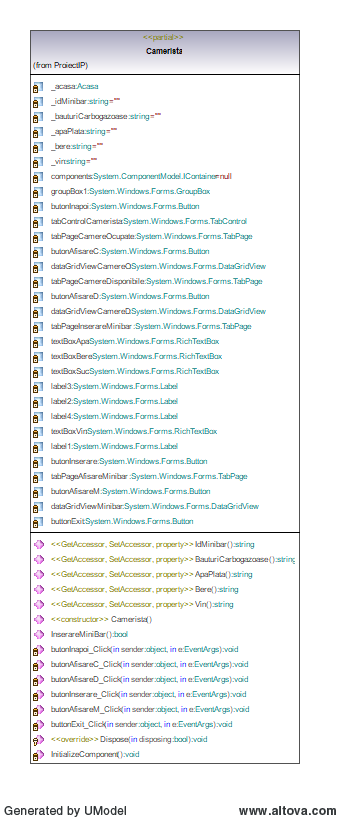 <<partial>>
Camerista
(from ProiectIP)
_acasa:Acasa
_idMinibar:string=""
_bauturiCarbogazoase:string=""
_apaPlata:string=""
_bere:string=""
_vin:string=""
components:System.ComponentModel.IContainer=null
groupBox1:System.Windows.Forms.GroupBox
butonInapoi:System.Windows.Forms.Button
tabControlCamerista:System.Windows.Forms.TabControl
tabPageCamereOcupate:System.Windows.Forms.TabPage
butonAfisareC:System.Windows.Forms.Button
dataGridViewCamereO:System.Windows.Forms.DataGridView
tabPageCamereDisponibile:System.Windows.Forms.TabPage
butonAfisareD:System.Windows.Forms.Button
dataGridViewCamereD:System.Windows.Forms.DataGridView
tabPageInserareMinibar:System.Windows.Forms.TabPage
textBoxApa:System.Windows.Forms.RichTextBox
textBoxBere:System.Windows.Forms.RichTextBox
textBoxSuc:System.Windows.Forms.RichTextBox
label3:System.Windows.Forms.Label
label2:System.Windows.Forms.Label
label4:System.Windows.Forms.Label
textBoxVin:System.Windows.Forms.RichTextBox
label1:System.Windows.Forms.Label
butonInserare:System.Windows.Forms.Button
tabPageAfisareMinibar:System.Windows.Forms.TabPage
butonAfisareM:System.Windows.Forms.Button
dataGridViewMinibar:System.Windows.Forms.DataGridView
buttonExit:System.Windows.Forms.Button
<<GetAccessor, SetAccessor, property>> IdMinibar():string
<<GetAccessor, SetAccessor, property>> BauturiCarbogazoase():string
<<GetAccessor, SetAccessor, property>> ApaPlata():string
<<GetAccessor, SetAccessor, property>> Bere():string
<<GetAccessor, SetAccessor, property>> Vin():string
<<constructor>> Camerista()
InserareMiniBar():bool
butonInapoi_Click(in sender:object, in e:EventArgs):void
butonAfisareC_Click(in sender:object, in e:EventArgs):void
butonAfisareD_Click(in sender:object, in e:EventArgs):void
butonInserare_Click(in sender:object, in e:EventArgs):void
butonAfisareM_Click(in sender:object, in e:EventArgs):void
buttonExit_Click(in sender:object, in e:EventArgs):void
<<override>> Dispose(in disposing:bool):void
InitializeComponent():void
Generated by UModel www.altova.com